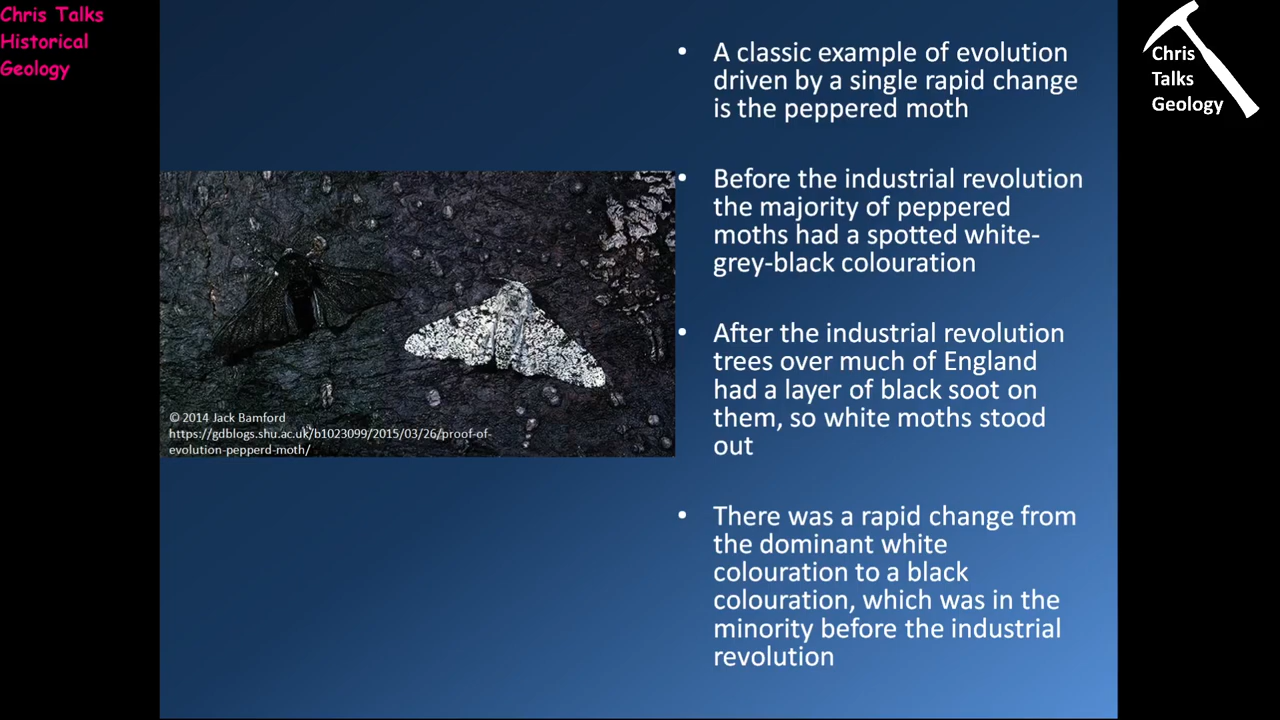 Chris Talks
Historical
Geology
Chris
Talks
Geology
• A classic example of evolution
driven by a single rapid change
is the peppered moth
• Before the industrial revolution
the majority of peppered
moths had a spotted white-
grey-black colouration
• After the industrial revolution
trees over much of England
had a layer of black soot on
them, so white moths stood
out
• There was a rapid change from
the dominant white
colouration to a black
colouration, which was in the
minority before the industrial
revolution
© 2014 Jack Bamford
https://gdblogs.shu.ac.uk/b1023099/2015/03/26/proof-of-
evolution-pepperd-moth/